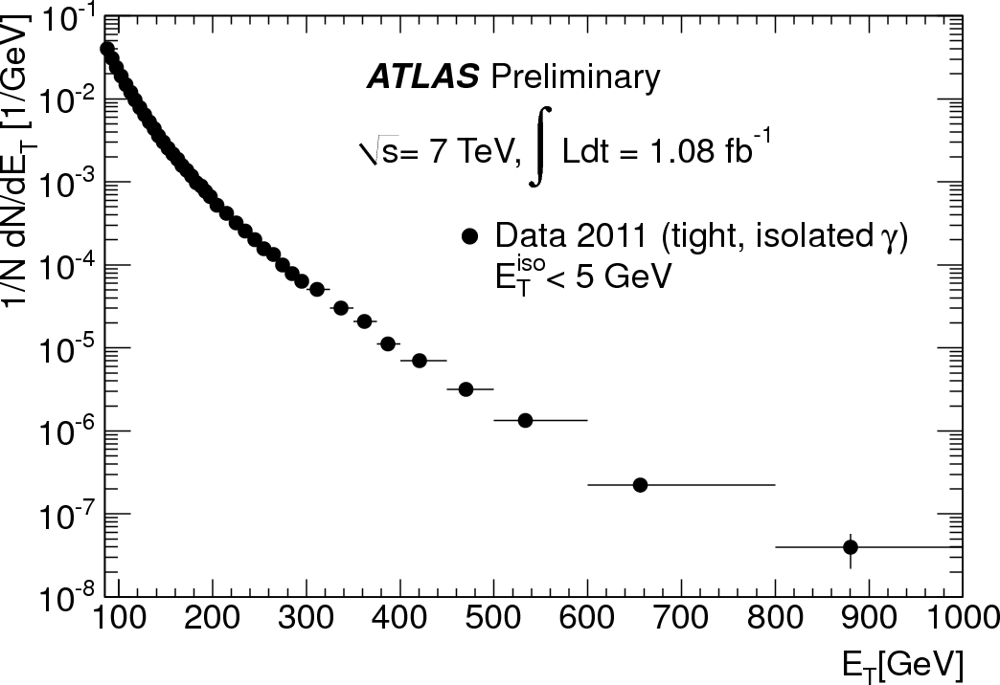 10^-1
10^-2
10^-3
10^-4
10^-5
10^-6
10^-7
10^-8
1/N dN/dE_T [1/GeV]
ATLAS Preliminary
√s= 7 TeV, ∫ Ldt = 1.08 fb^-1
Data 2011 (tight, isolated γ)
E_T^iso < 5 GeV
100 200 300 400 500 600 700 800 900 1000
E_T[GeV]